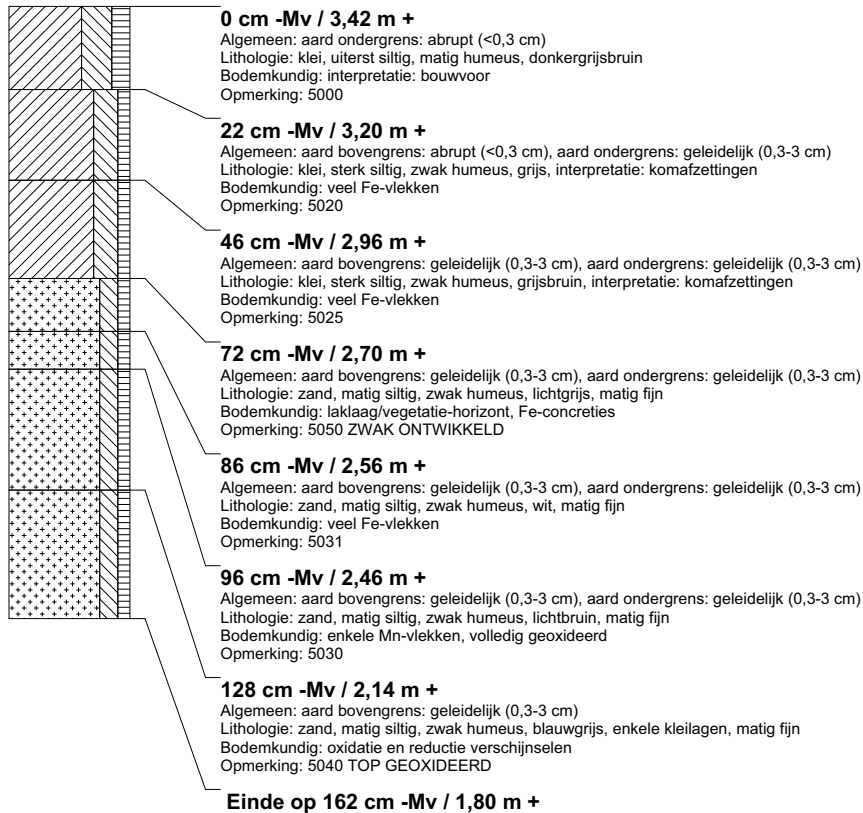 0 cm -Mv / 3,42 m +
Algemeen: aard ondergrens: abrupt (<0,3 cm)
Lithologie: klei, uiterst siltig, matig humeus, donkergrijsbruin
Bodemkundig: interpretatie: bouwvoor
Opmerking: 5000
22 cm -Mv / 3,20 m +
Algemeen: aard bovengrens: abrupt (<0,3 cm), aard ondergrens: geleidelijk (0,3-3 cm)
Lithologie: klei, sterk siltig, zwak humeus, grijs, interpretatie: komafzettingen
Bodemkundig: veel Fe-vlekken
Opmerking: 5020
46 cm -Mv / 2,96 m +
Algemeen: aard bovengrens: geleidelijk (0,3-3 cm), aard ondergrens: geleidelijk (0,3-3 cm)
Lithologie: klei, sterk siltig, zwak humeus, grijsbruin, interpretatie: komafzettingen
Bodemkundig: veel Fe-vlekken
Opmerking: 5025
72 cm -Mv / 2,70 m +
Algemeen: aard bovengrens: geleidelijk (0,3-3 cm), aard ondergrens: geleidelijk (0,3-3 cm)
Lithologie: zand, matig siltig, zwak humeus, lichtgrijs, matig fijn
Bodemkundig: laklaag/vegetatie-horizont, Fe-concreties
Opmerking: 5050 ZWAK ONTWIKKELD
86 cm -Mv / 2,56 m +
Algemeen: aard bovengrens: geleidelijk (0,3-3 cm), aard ondergrens: geleidelijk (0,3-3 cm)
Lithologie: zand, matig siltig, zwak humeus, wit, matig fijn
Bodemkundig: veel Fe-vlekken
Opmerking: 5031
96 cm -Mv / 2,46 m +
Algemeen: aard bovengrens: geleidelijk (0,3-3 cm), aard ondergrens: geleidelijk (0,3-3 cm)
Lithologie: zand, matig siltig, zwak humeus, lichtbruin, matig fijn
Bodemkundig: enkele Mn-vlekken, volledig geoxideerd
Opmerking: 5030
128 cm -Mv / 2,14 m +
Algemeen: aard bovengrens: geleidelijk (0,3-3 cm)
Lithologie: zand, matig siltig, zwak humeus, blauwgrijs, enkele kleilagen, matig fijn
Bodemkundig: oxidatie en reductie verschijnselen
Opmerking: 5040 TOP GEOXIDEERD
Einde op 162 cm -Mv / 1,80 m +